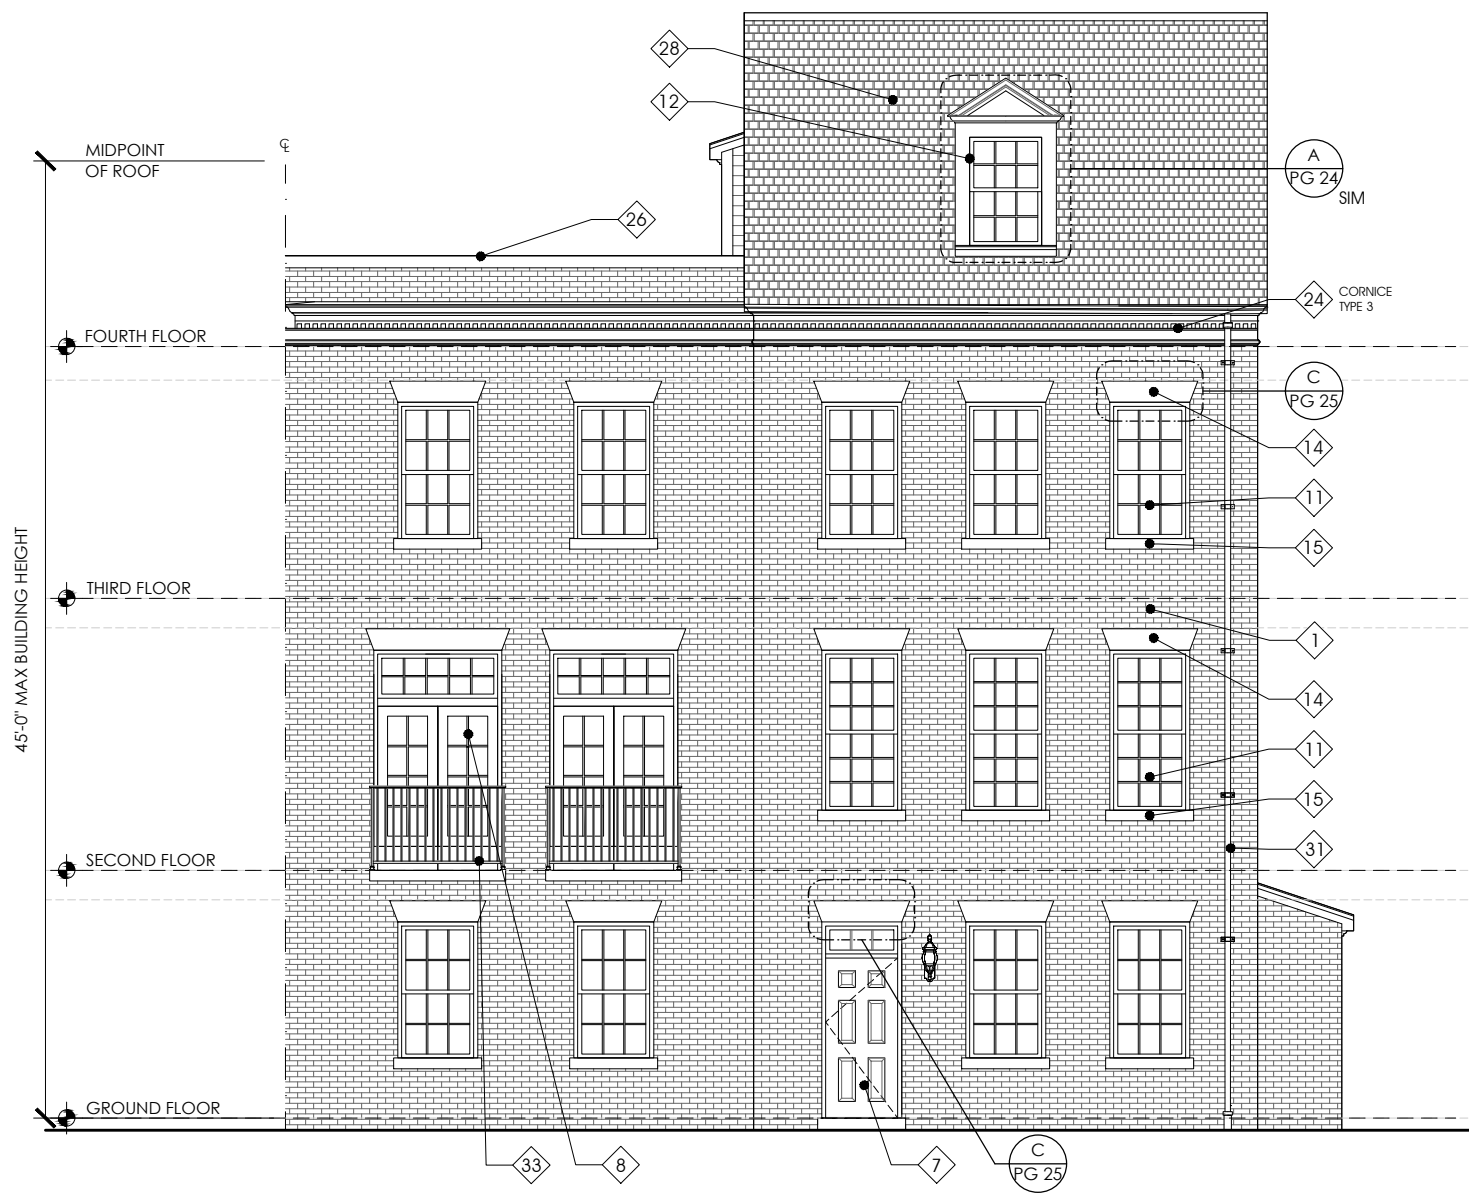 28
12
MIDPOINT
OF ROOF
℄
A
PG 24
SIM
26
24
CORNICE
TYPE 3
FOURTH FLOOR
C
PG 25
14
11
15
45'-0" MAX BUILDING HEIGHT
THIRD FLOOR
1
14
11
15
31
SECOND FLOOR
GROUND FLOOR
33
8
7
C
PG 25